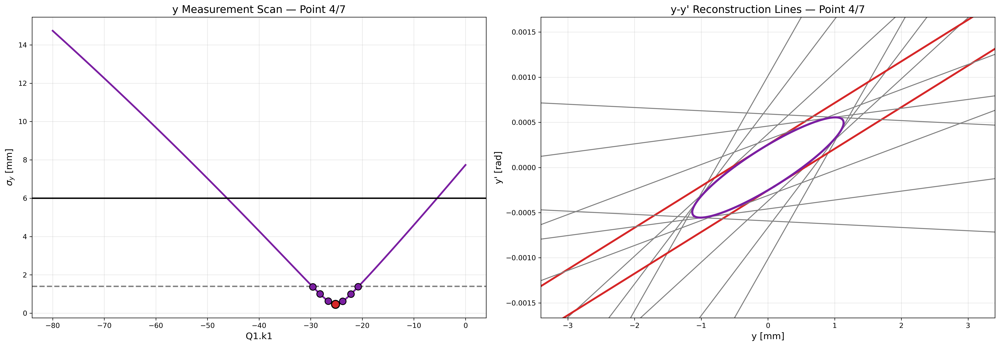 y Measurement Scan — Point 4/7
14
12
10
8
6
4
2
0
σy [mm]
−80 −70 −60 −50 −40 −30 −20 −10 0
Q1.k1
y-y' Reconstruction Lines — Point 4/7
0.0015
0.0010
0.0005
0.0000
−0.0005
−0.0010
−0.0015
y' [rad]
−3 −2 −1 0 1 2 3
y [mm]